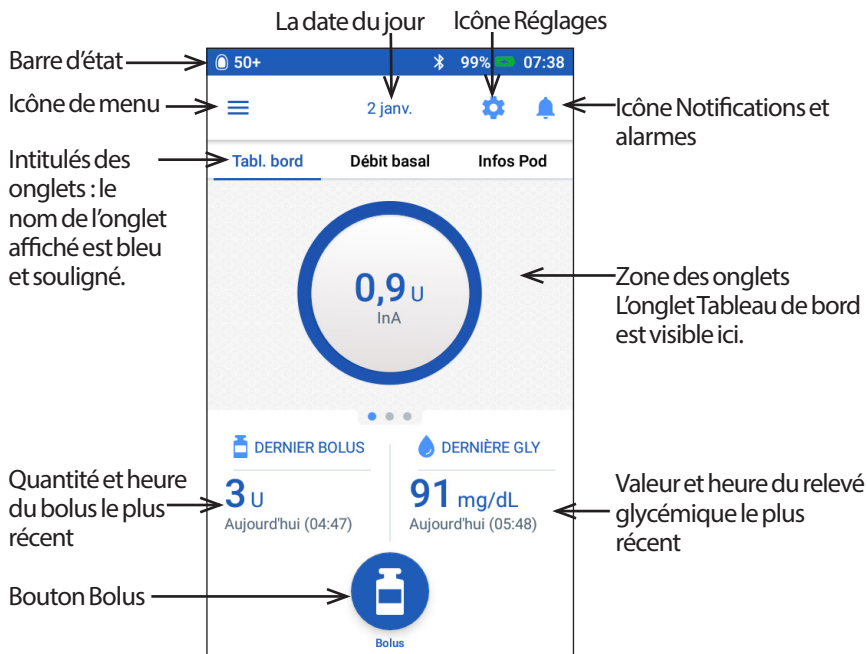 La date du jour
Icône Réglages
Barre d’état
50+
99%
07:38
Icône de menu
2 janv.
Icône Notifications et
alarmes
Intitulés des
onglets : le
nom de l’onglet
affiché est bleu
et souligné.
Tabl. bord
Débit basal
Infos Pod
0,9 U
InA
Zone des onglets
L’onglet Tableau de bord
est visible ici.
DERNIER BOLUS
DERNIÈRE GLY
Quantité et heure
du bolus le plus
récent
3 U
Aujourd'hui (04:47)
91 mg/dL
Aujourd'hui (05:48)
Valeur et heure du relevé
glycémique le plus
récent
Bouton Bolus
Bolus